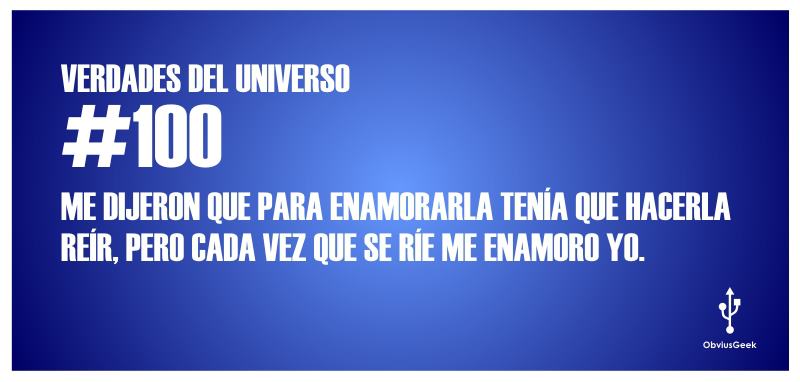 VERDADES DEL UNIVERSO
#100
ME DIJERON QUE PARA ENAMORARLA TENÍA QUE HACERLA
REÍR, PERO CADA VEZ QUE SE RÍE ME ENAMORO YO.
ObviusGeek